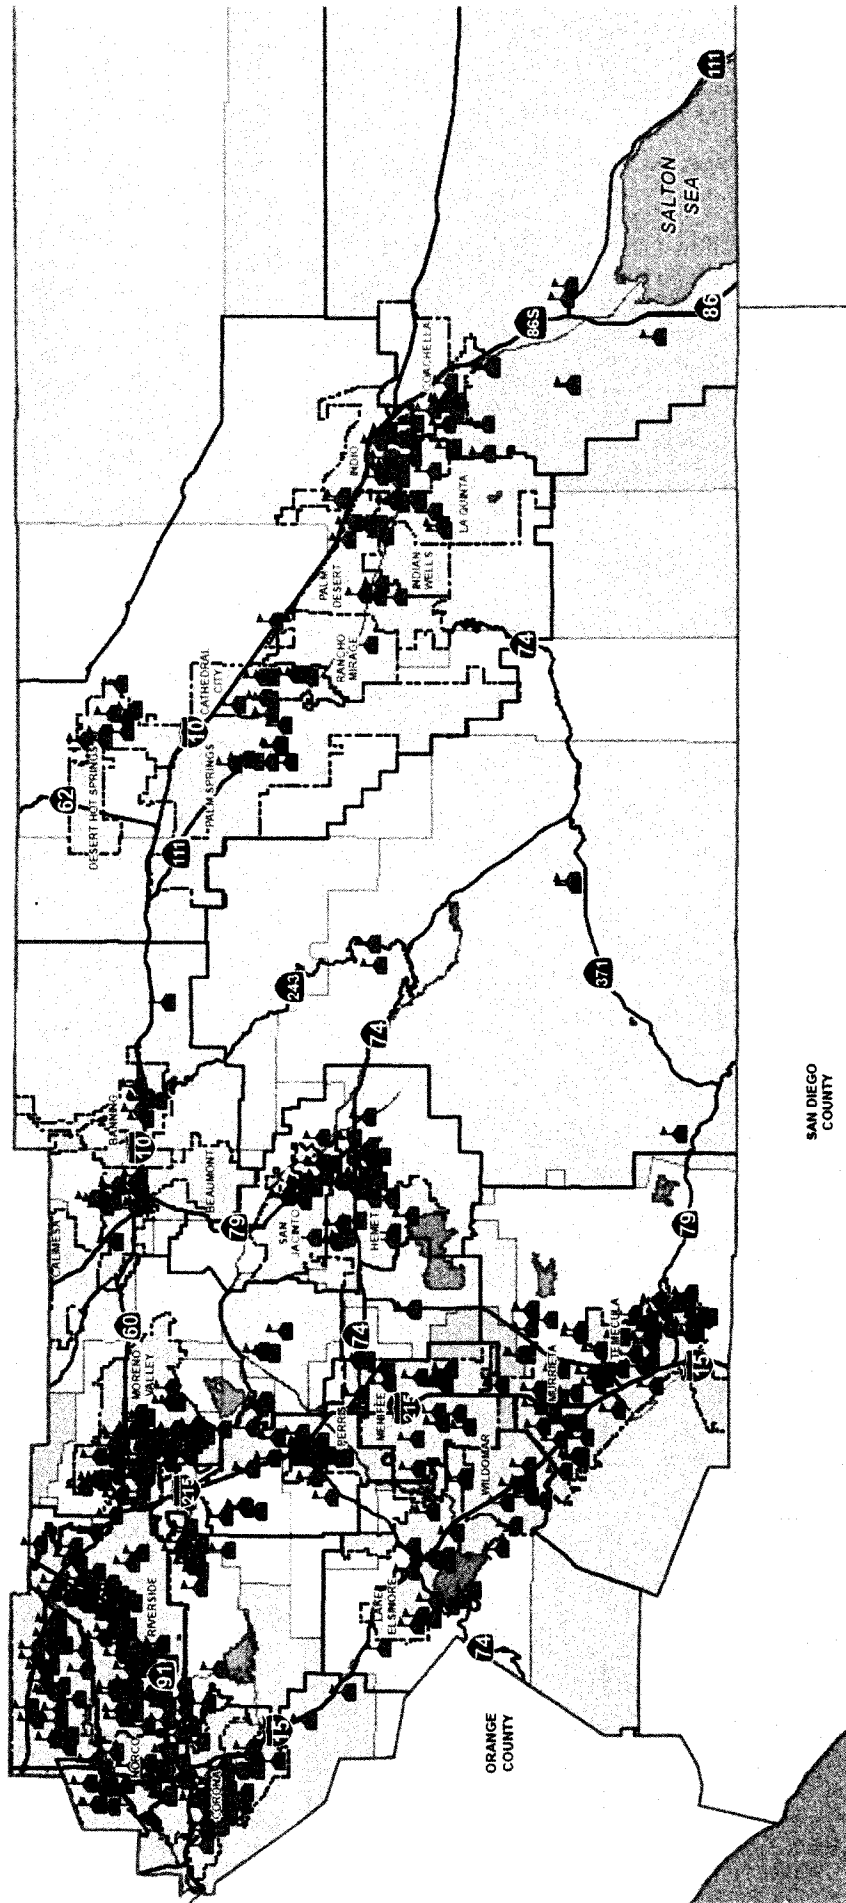 CALIMESA
BANNING
10
60
MORENO
VALLEY
BEAUMONT
79
SAN
JACINTO
HEMET
243
74
74
PERRIS
MENIFEE
215
215
RIVERSIDE
91
NORCO
CORONA
15
LAKE
ELSINORE
74
WILDOMAR
MURRIETA
TEMECULA
15
79
371
62
DESERT HOT SPRINGS
111
10
PALM SPRINGS
CATHEDRAL
CITY
RANCHO
MIRAGE
PALM
DESERT
INDIAN
WELLS
INDIO
LA QUINTA
COACHELLA
74
86S
86
111
SALTON
SEA
ORANGE
COUNTY
SAN DIEGO
COUNTY